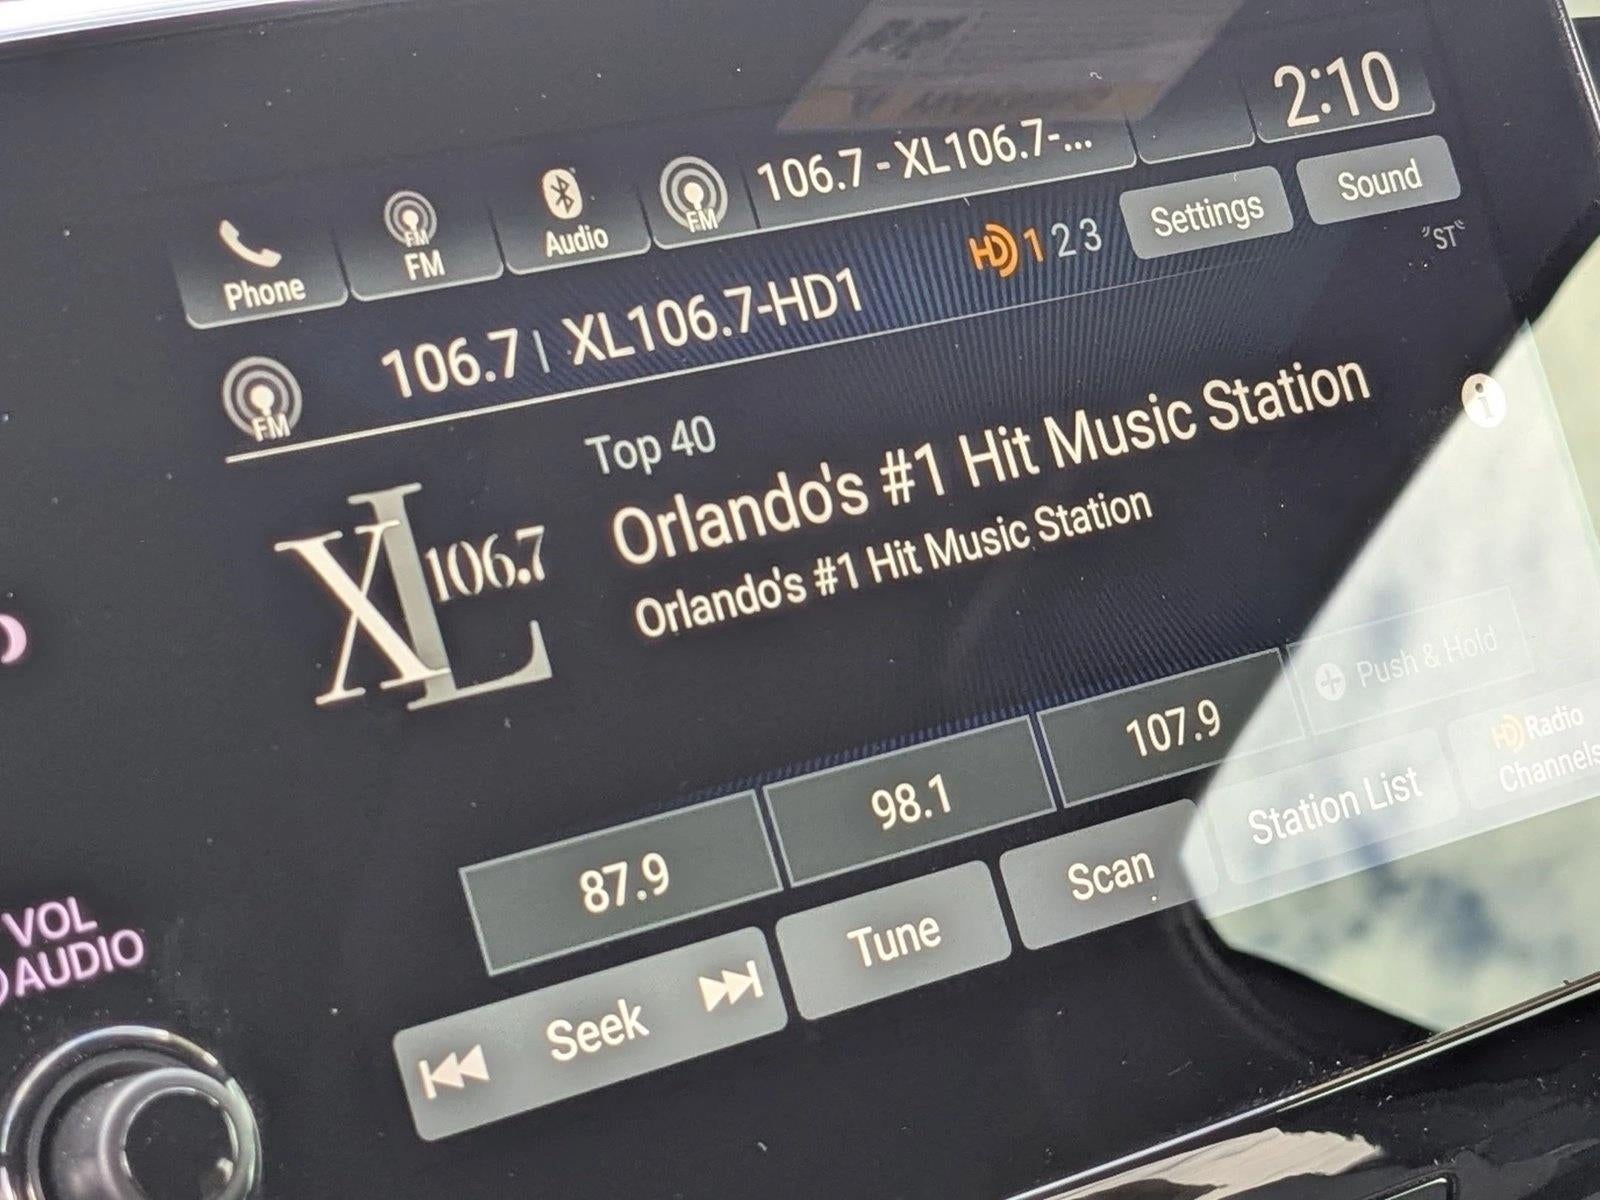 2:10
106.7 - XL106.7-...
Phone
FM
FM
Audio
FM
Settings
Sound
HD 1 2 3
"ST"
FM
106.7 | XL106.7-HD1
Top 40
Orlando's #1 Hit Music Station
Orlando's #1 Hit Music Station
XL 106.7
87.9
98.1
107.9
Push & Hold
Seek
Tune
Scan
Station List
HD Radio
Channels
VOL
AUDIO